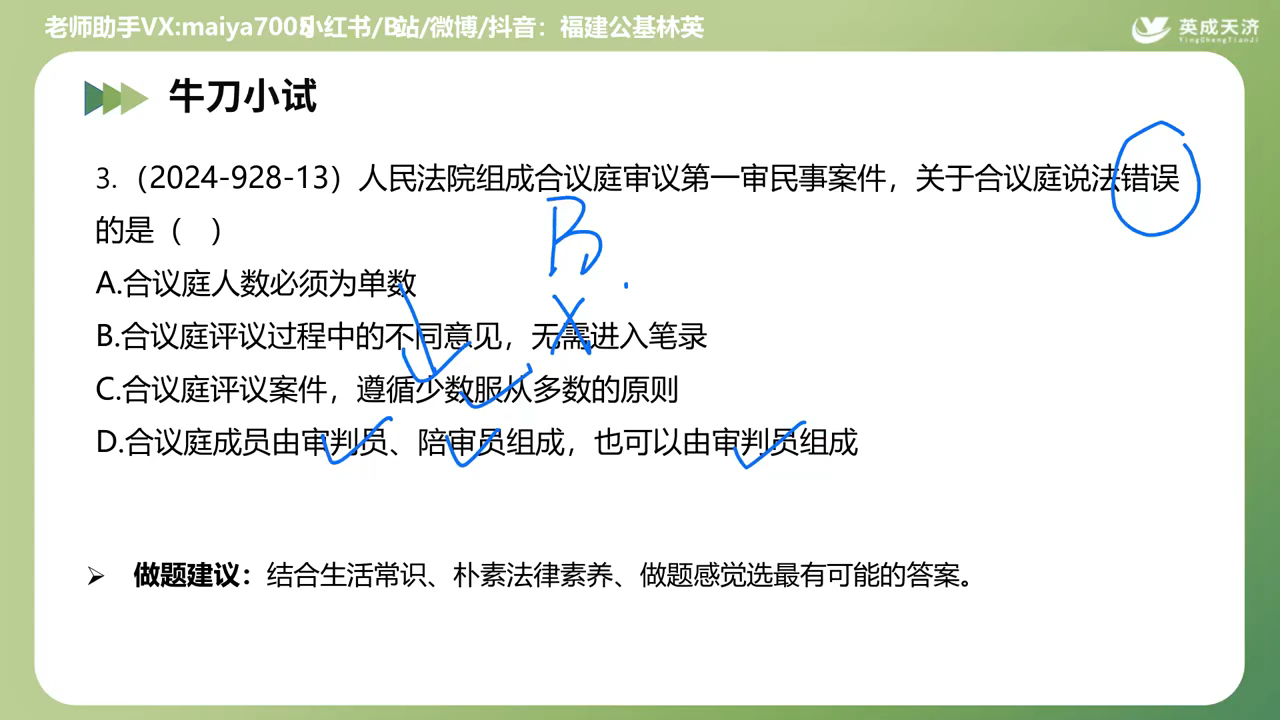 老师助手VX:maiya7005小红书/B站/微博/抖音：福建公基林英
英成天济
YingChengTianJi
牛刀小试
3.（2024-928-13）人民法院组成合议庭审议第一审民事案件，关于合议庭说法错误
的是（ ）
B
A.合议庭人数必须为单数
B.合议庭评议过程中的不同意见，无需进入笔录
C.合议庭评议案件，遵循少数服从多数的原则
D.合议庭成员由审判员、陪审员组成，也可以由审判员组成
做题建议：结合生活常识、朴素法律素养、做题感觉选最有可能的答案。